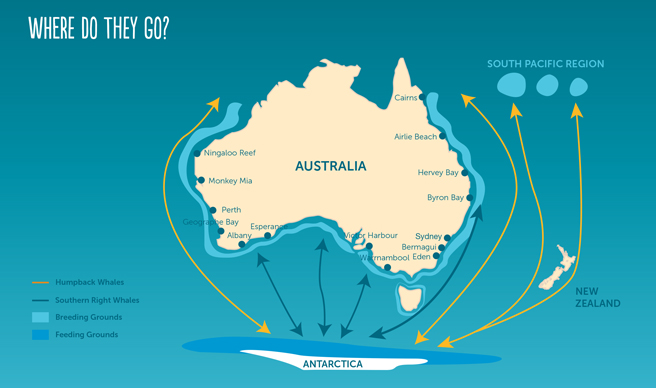 WHERE DO THEY GO?
SOUTH PACIFIC REGION
Cairns
Airlie Beach
AUSTRALIA
Ningaloo Reef
Hervey Bay
Monkey Mia
Byron Bay
Perth
Geographe Bay
Esperance
Albany
Victor Harbour
Sydney
Bermagui
Warrnambool
Eden
Humpback Whales
Southern Right Whales
Breeding Grounds
Feeding Grounds
NEW
ZEALAND
ANTARCTICA